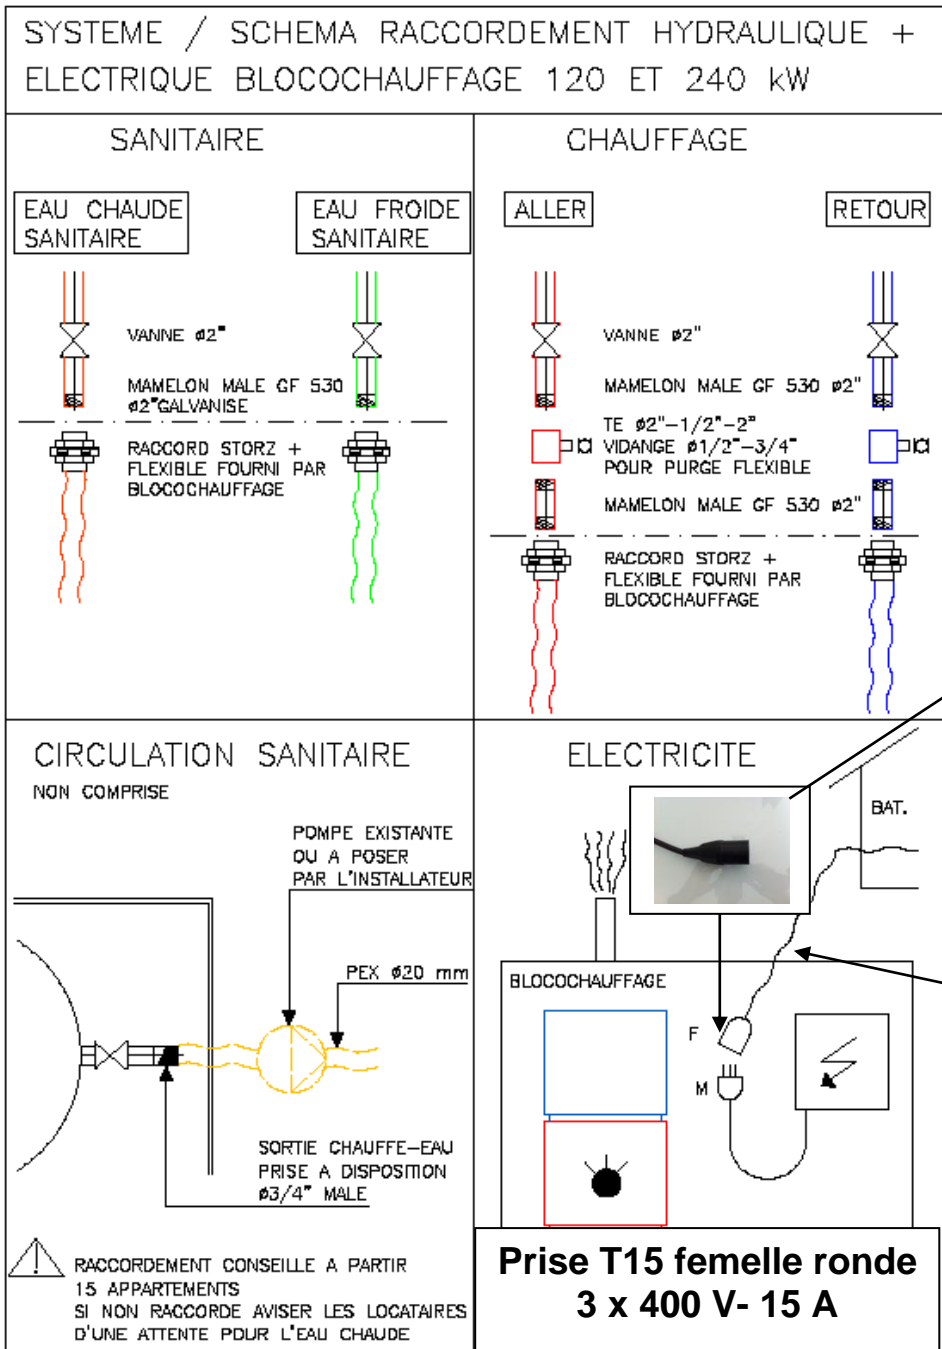 SYSTEME / SCHEMA RACCORDEMENT HYDRAULIQUE +
ELECTRIQUE BLOCOCHAUFFAGE 120 ET 240 kW
SANITAIRE
EAU CHAUDE
SANITAIRE
EAU FROIDE
SANITAIRE
VANNE ø2"
MAMELON MALE GF 530
ø2"GALVANISE
RACCORD STORZ +
FLEXIBLE FOURNI PAR
BLOCOCHAUFFAGE
CHAUFFAGE
ALLER
RETOUR
VANNE ø2"
MAMELON MALE GF 530 ø2"
TE ø2"-1/2"-2"
VIDANGE ø1/2"-3/4"
POUR PURGE FLEXIBLE
MAMELON MALE GF 530 ø2"
RACCORD STORZ +
FLEXIBLE FOURNI PAR
BLOCOCHAUFFAGE
CIRCULATION SANITAIRE
NON COMPRISE
POMPE EXISTANTE
OU A POSER
PAR L'INSTALLATEUR
PEX ø20 mm
SORTIE CHAUFFE-EAU
PRISE A DISPOSITION
ø3/4" MALE
RACCORDEMENT CONSEILLE A PARTIR
15 APPARTEMENTS
SI NON RACCORDE AVISER LES LOCATAIRES
D'UNE ATTENTE POUR L'EAU CHAUDE
ELECTRICITE
BAT.
BLOCOCHAUFFAGE
F
M
Prise T15 femelle ronde
3 x 400 V- 15 A